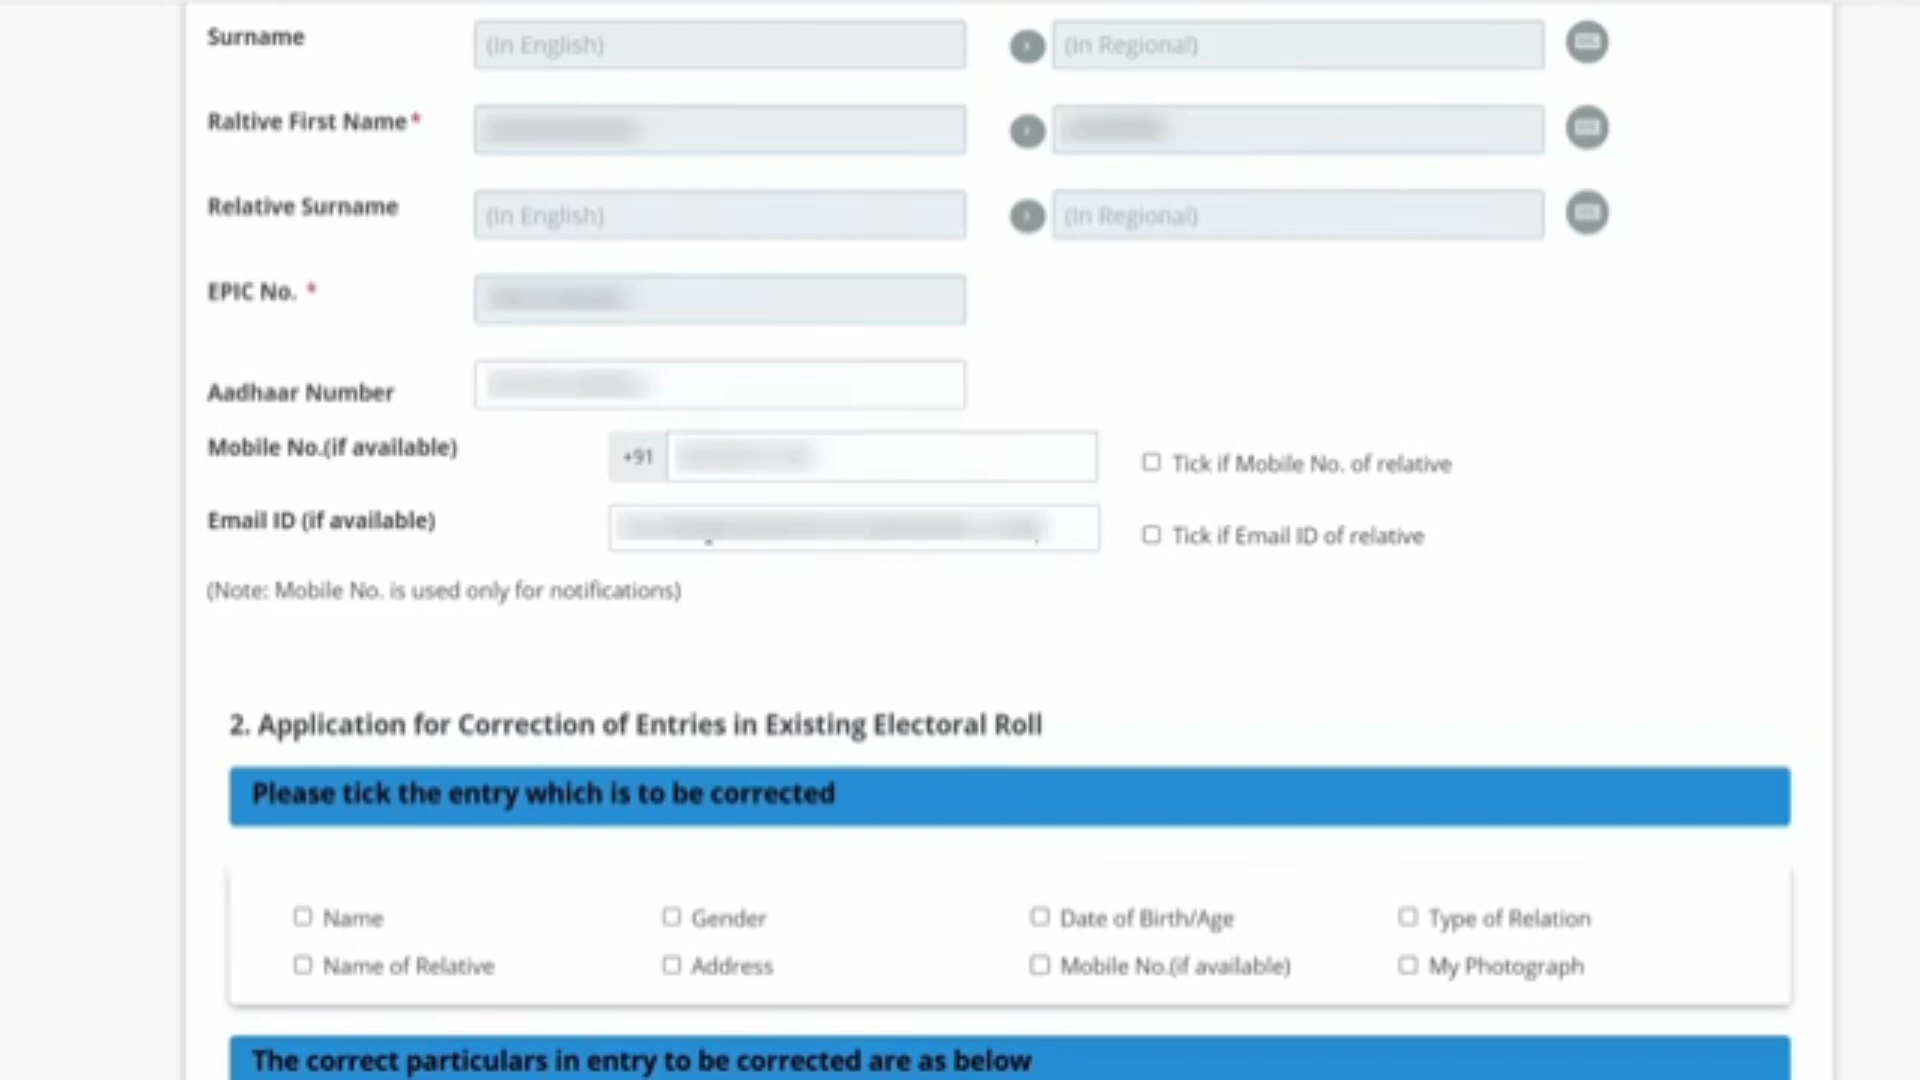 Surname (In English) (In Regional)
Raltive First Name*
Relative Surname (In English) (In Regional)
EPIC No. *
Aadhaar Number
Mobile No.(if available) +91 Tick if Mobile No. of relative
Email ID (if available) Tick if Email ID of relative
(Note: Mobile No. is used only for notifications)
2. Application for Correction of Entries in Existing Electoral Roll
Please tick the entry which is to be corrected
Name Gender Date of Birth/Age Type of Relation
Name of Relative Address Mobile No.(if available) My Photograph
The correct particulars in entry to be corrected are as below